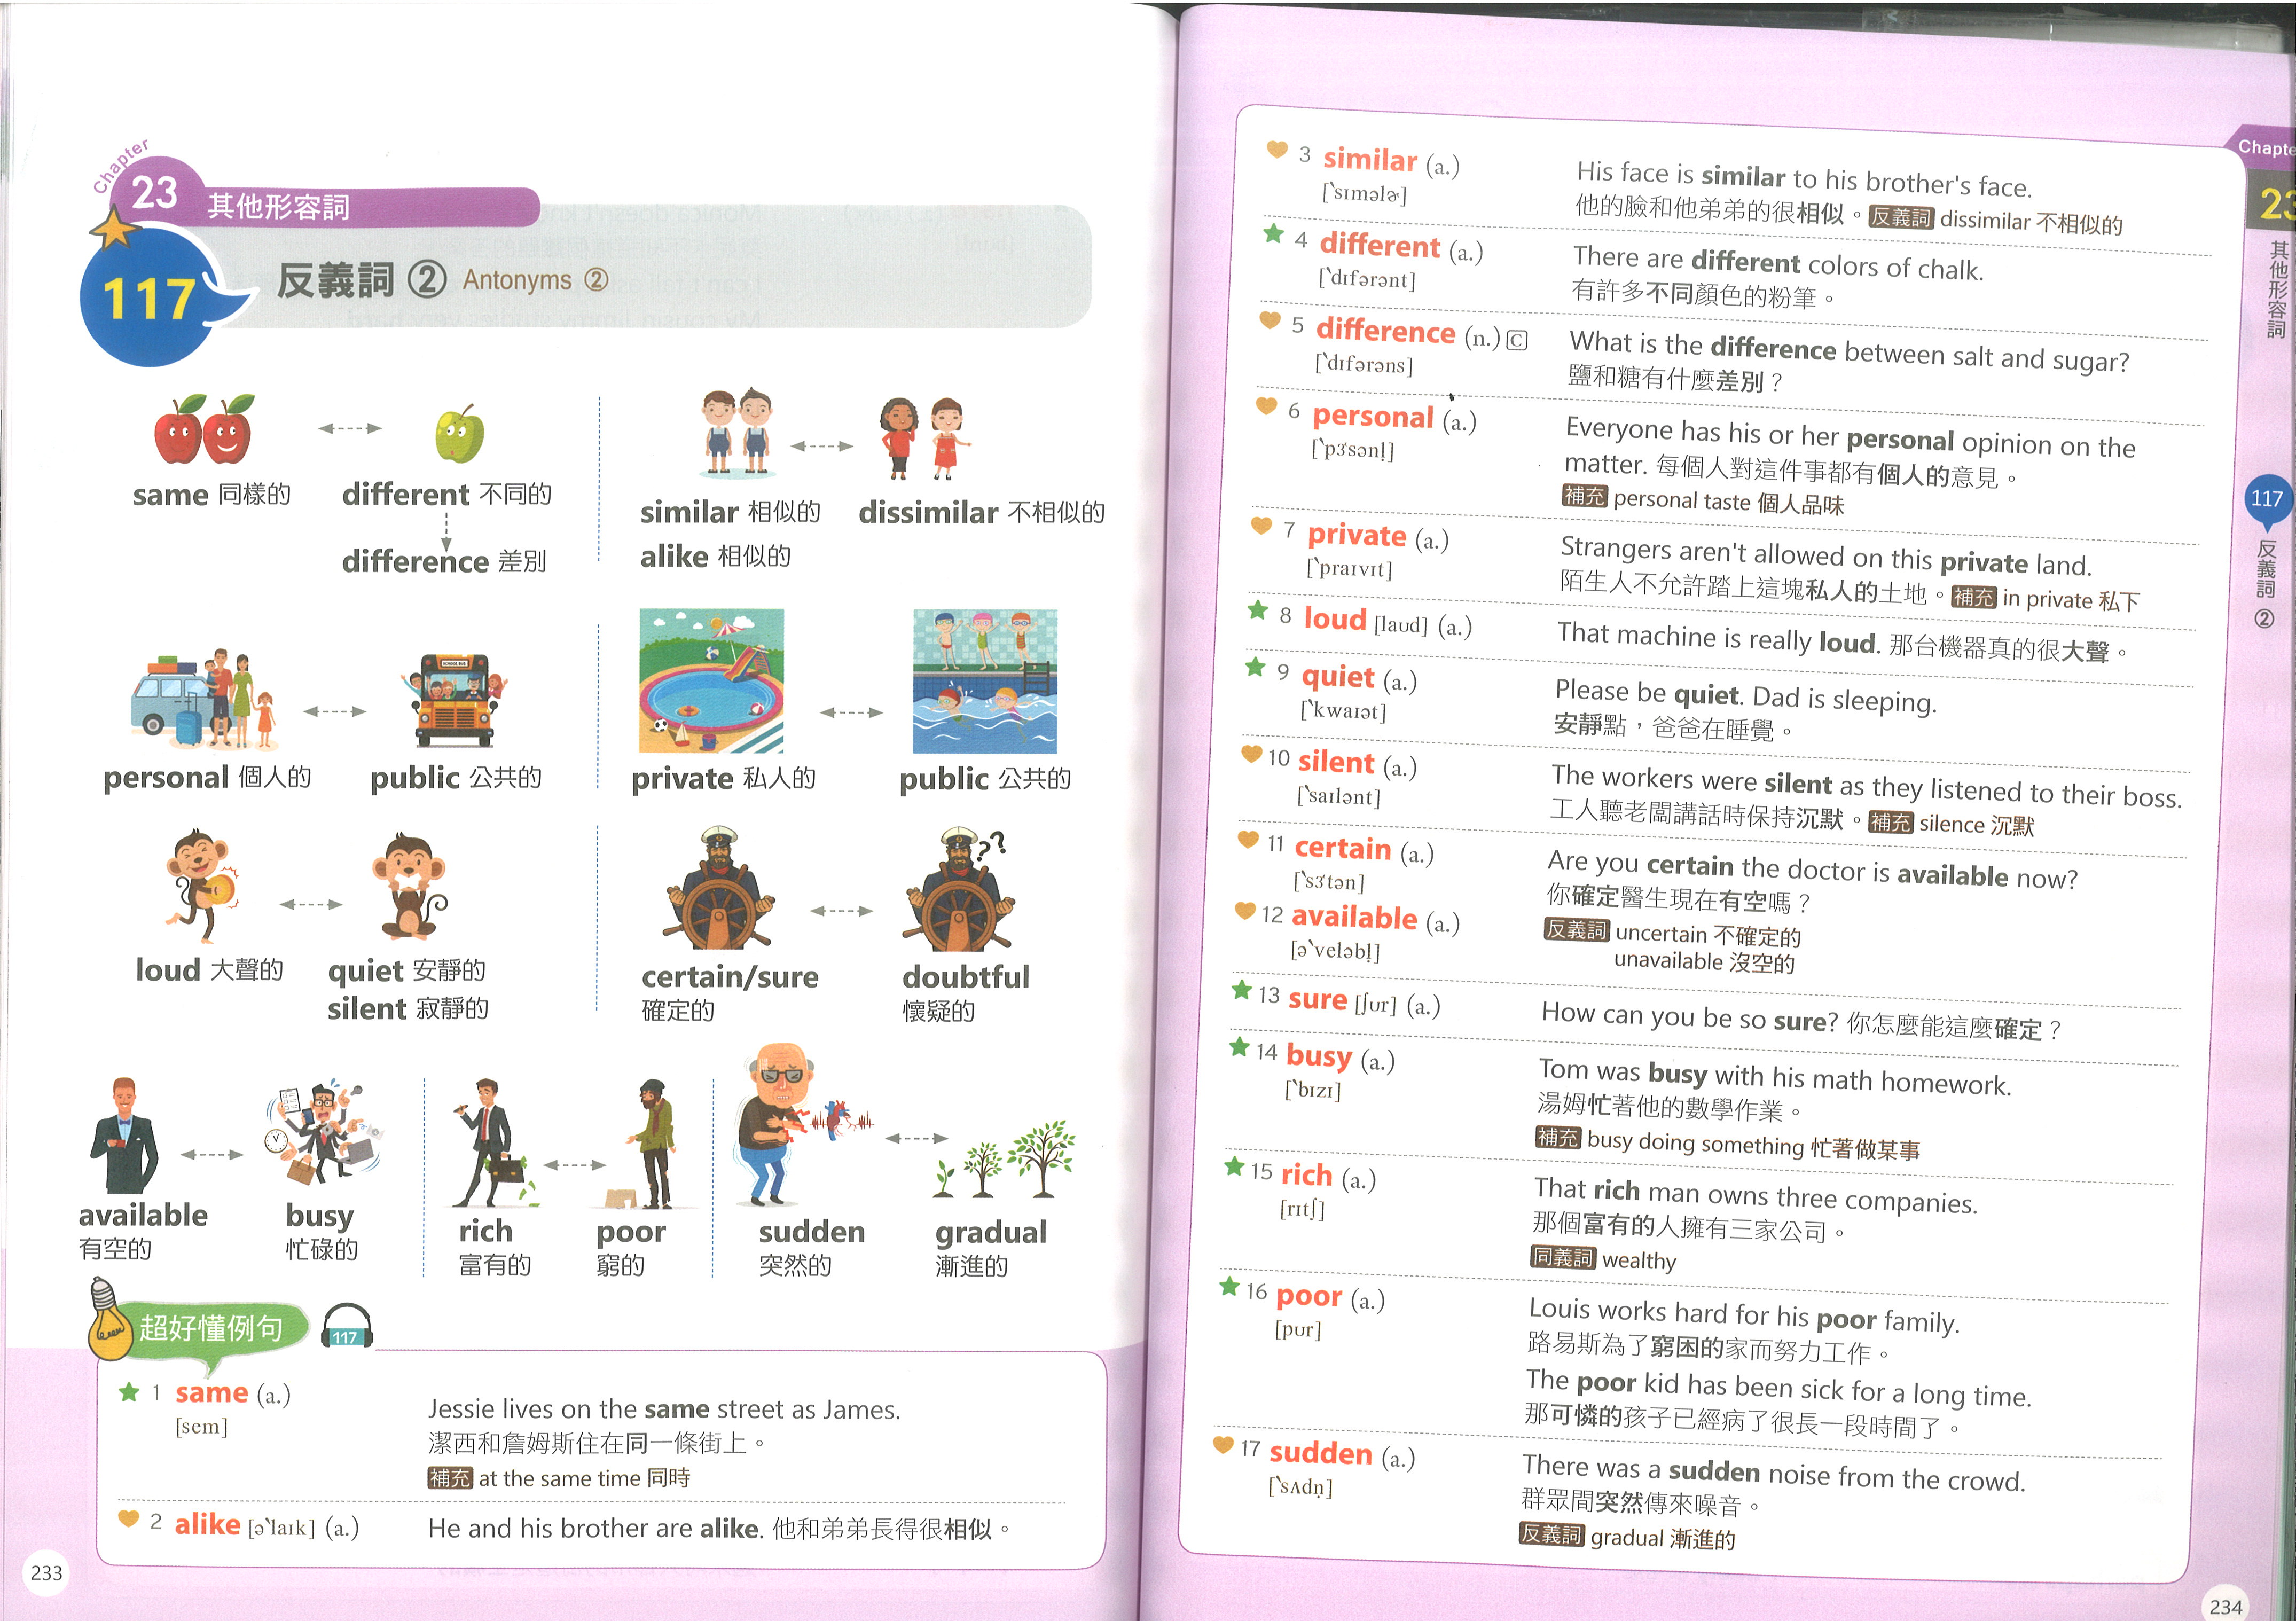 Chapter
23
其他形容詞
117
反義詞 ② Antonyms ②
same 同樣的
different 不同的
difference 差別
similar 相似的
alike 相似的
dissimilar 不相似的
personal 個人的
SCHOOL BUS
public 公共的
private 私人的
public 公共的
loud 大聲的
quiet 安靜的
silent 寂靜的
certain/sure
確定的
??
doubtful
懷疑的
available
有空的
busy
忙碌的
rich
富有的
poor
窮的
sudden
突然的
gradual
漸進的
超好懂例句
117
1 same (a.)
[sem]
Jessie lives on the same street as James.
潔西和詹姆斯住在同一條街上。
補充 at the same time 同時
2 alike [əˋlaɪk] (a.)
He and his brother are alike. 他和弟弟長得很相似。
233
3 similar (a.)
[ˋsɪmələ˞]
His face is similar to his brother's face.
他的臉和他弟弟的很相似。 反義詞 dissimilar 不相似的
4 different (a.)
[ˋdɪfərənt]
There are different colors of chalk.
有許多不同顏色的粉筆。
5 difference (n.) C
[ˋdɪfərəns]
What is the difference between salt and sugar?
鹽和糖有什麼差別？
6 personal (a.)
[ˋpɝsənl̩]
Everyone has his or her personal opinion on the
matter. 每個人對這件事都有個人的意見。
補充 personal taste 個人品味
7 private (a.)
[ˋpraɪvɪt]
Strangers aren't allowed on this private land.
陌生人不允許踏上這塊私人的土地。 補充 in private 私下
8 loud [laʊd] (a.)
That machine is really loud. 那台機器真的很大聲。
9 quiet (a.)
[ˋkwaɪət]
Please be quiet. Dad is sleeping.
安靜點，爸爸在睡覺。
10 silent (a.)
[ˋsaɪlənt]
The workers were silent as they listened to their boss.
工人聽老闆講話時保持沉默。 補充 silence 沉默
11 certain (a.)
[ˋsɝtən]
12 available (a.)
[əˋveləbl̩]
Are you certain the doctor is available now?
你確定醫生現在有空嗎？
反義詞 uncertain 不確定的
unavailable 沒空的
13 sure [ʃʊr] (a.)
How can you be so sure? 你怎麼能這麼確定？
14 busy (a.)
[ˋbɪzɪ]
Tom was busy with his math homework.
湯姆忙著他的數學作業。
補充 busy doing something 忙著做某事
15 rich (a.)
[rɪtʃ]
That rich man owns three companies.
那個富有的人擁有三家公司。
同義詞 wealthy
16 poor (a.)
[pʊr]
Louis works hard for his poor family.
路易斯為了窮困的家而努力工作。
The poor kid has been sick for a long time.
那可憐的孩子已經病了很長一段時間了。
17 sudden (a.)
[ˋsʌdn̩]
There was a sudden noise from the crowd.
群眾間突然傳來噪音。
反義詞 gradual 漸進的
Chapte
23
其他形容詞
117
反義詞 ②
234